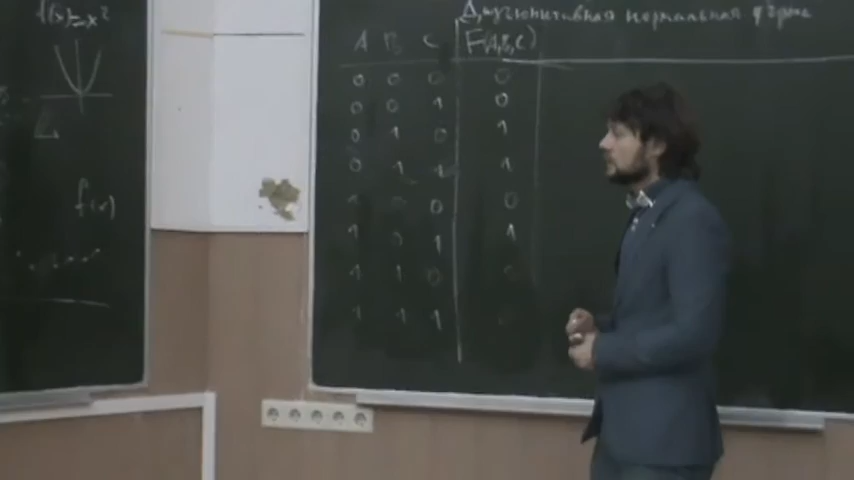 f(x)=x²
f(x)
Дизъюнктивная нормальная форма
A B C F(A,B,C)
0 0 0 0
0 0 1 0
0 1 0 1
0 1 1 1
1 0 0 0
1 0 1 1
1 1 0
1 1 1